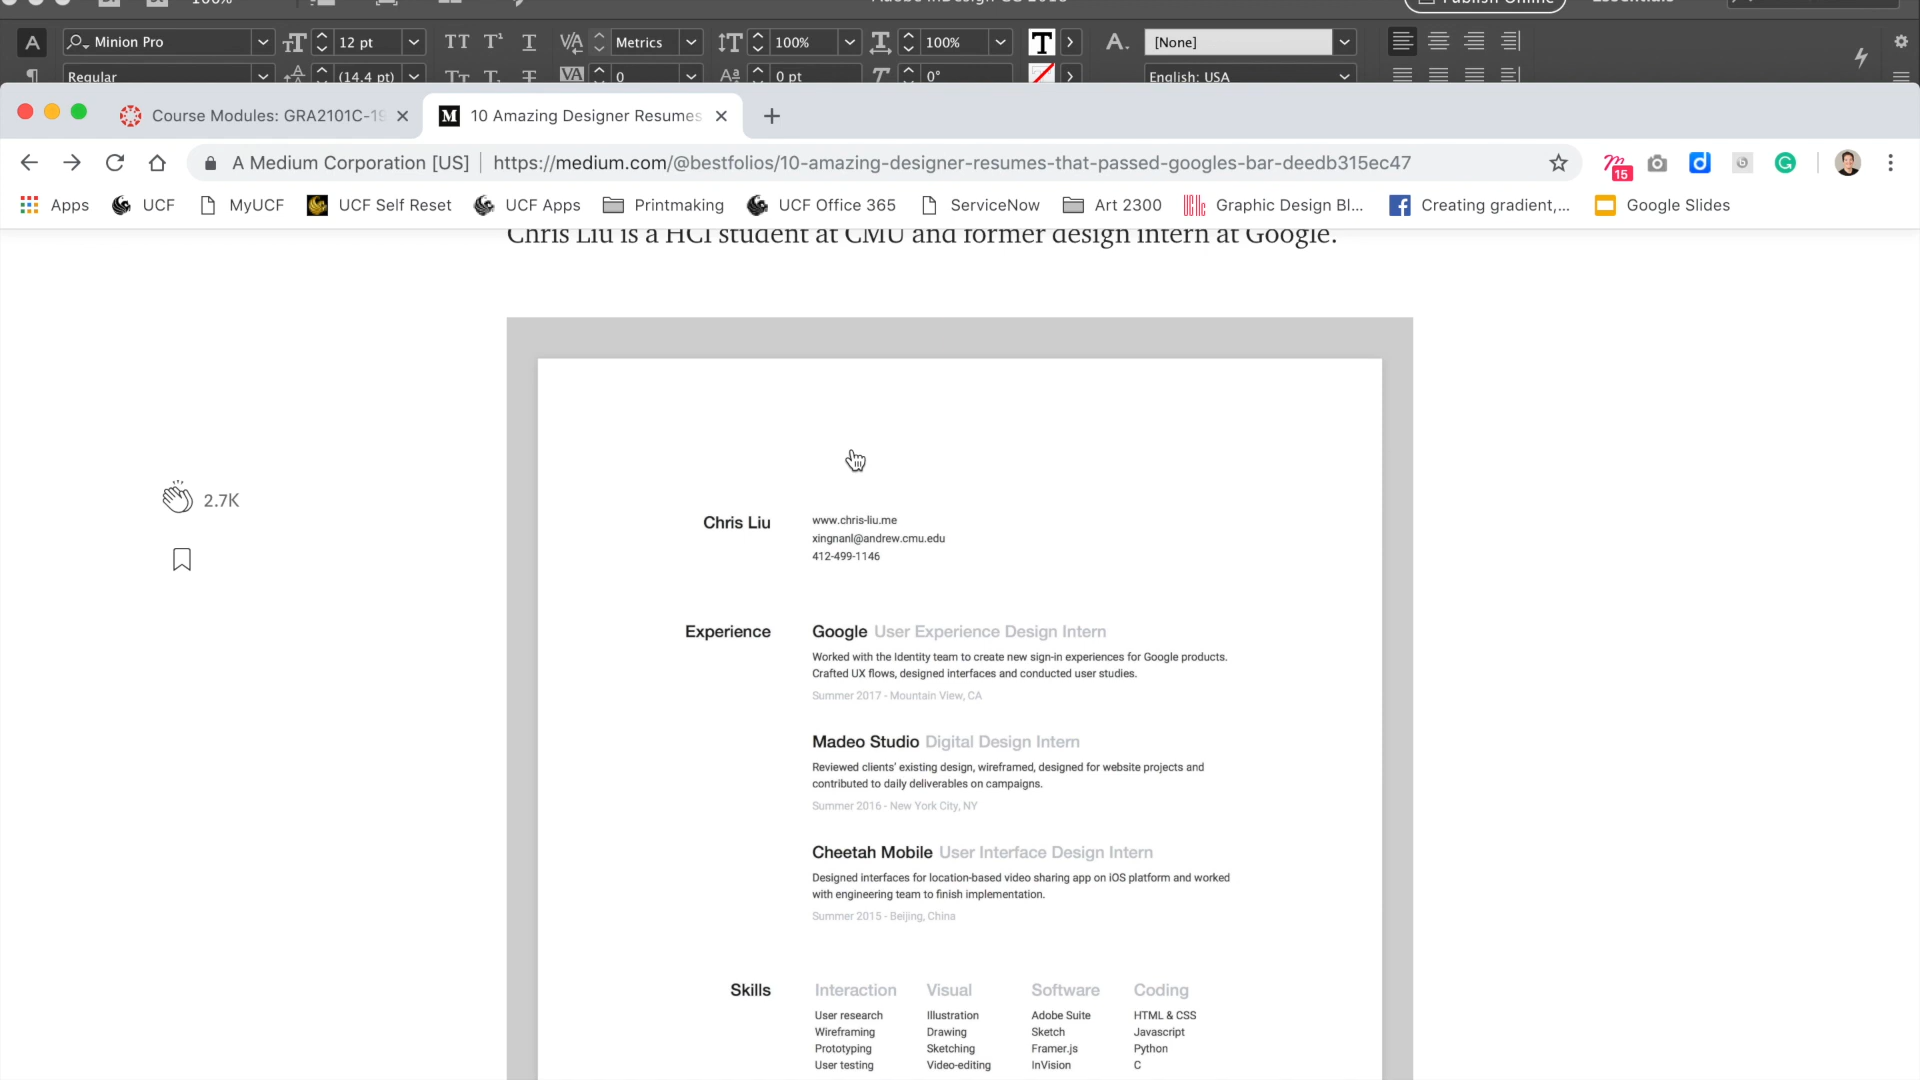 Adobe InDesign CC 2018
Publish Online
Essentials
Minion Pro
12 pt
Metrics
100%
100%
[None]
Regular
(14.4 pt)
0
0 pt
0°
English: USA
Course Modules: GRA2101C-19
10 Amazing Designer Resumes
A Medium Corporation [US]
https://medium.com/@bestfolios/10-amazing-designer-resumes-that-passed-googles-bar-deedb315ec47
15
Apps
UCF
MyUCF
UCF Self Reset
UCF Apps
Printmaking
UCF Office 365
ServiceNow
Art 2300
Graphic Design Bl...
Creating gradient,...
Google Slides
Chris Liu is a HCI student at CMU and former design intern at Google.
2.7K
Chris Liu
www.chris-liu.me
xingnanl@andrew.cmu.edu
412-499-1146
Experience
Google User Experience Design Intern
Worked with the Identity team to create new sign-in experiences for Google products.
Crafted UX flows, designed interfaces and conducted user studies.
Summer 2017 - Mountain View, CA
Madeo Studio Digital Design Intern
Reviewed clients' existing design, wireframed, designed for website projects and
contributed to daily deliverables on campaigns.
Summer 2016 - New York City, NY
Cheetah Mobile User Interface Design Intern
Designed interfaces for location-based video sharing app on iOS platform and worked
with engineering team to finish implementation.
Summer 2015 - Beijing, China
Skills
Interaction Visual Software Coding
User research Illustration Adobe Suite HTML & CSS
Wireframing Drawing Sketch Javascript
Prototyping Sketching Framer.js Python
User testing Video-editing InVision C